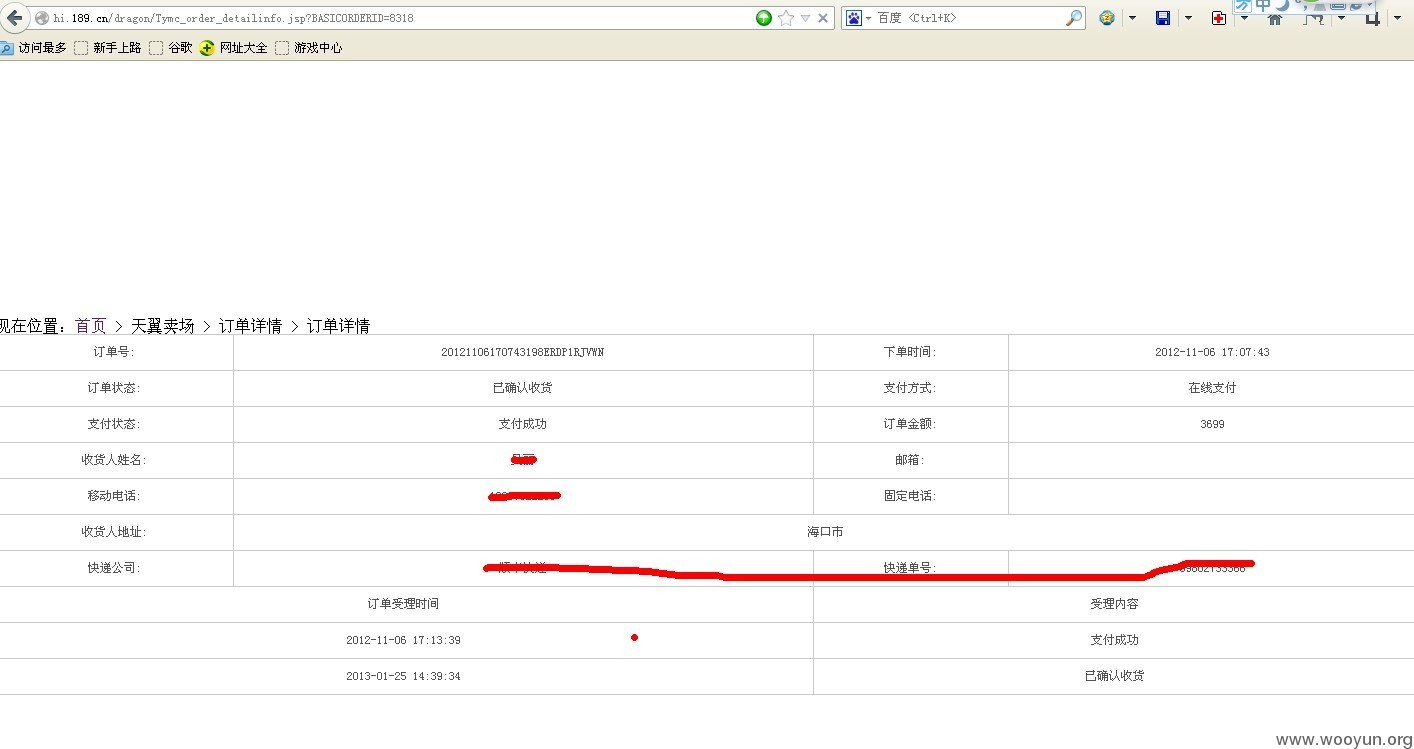 hi.189.cn/dragon/Tymc_order_detailinfo.jsp?BASICORDERID=8318
百度 <Ctrl+K>
访问最多 新手上路 谷歌 网址大全 游戏中心
现在位置: 首页 > 天翼卖场 > 订单详情 > 订单详情
订单号: 20121106170743198ERDP1RJVWN 下单时间: 2012-11-06 17:07:43
订单状态: 已确认收货 支付方式: 在线支付
支付状态: 支付成功 订单金额: 3699
收货人姓名: 邮箱:
移动电话: 固定电话:
收货人地址: 海口市
快递公司: 快递单号:
订单受理时间 受理内容
2012-11-06 17:13:39 支付成功
2013-01-25 14:39:34 已确认收货
www.wooyun.org